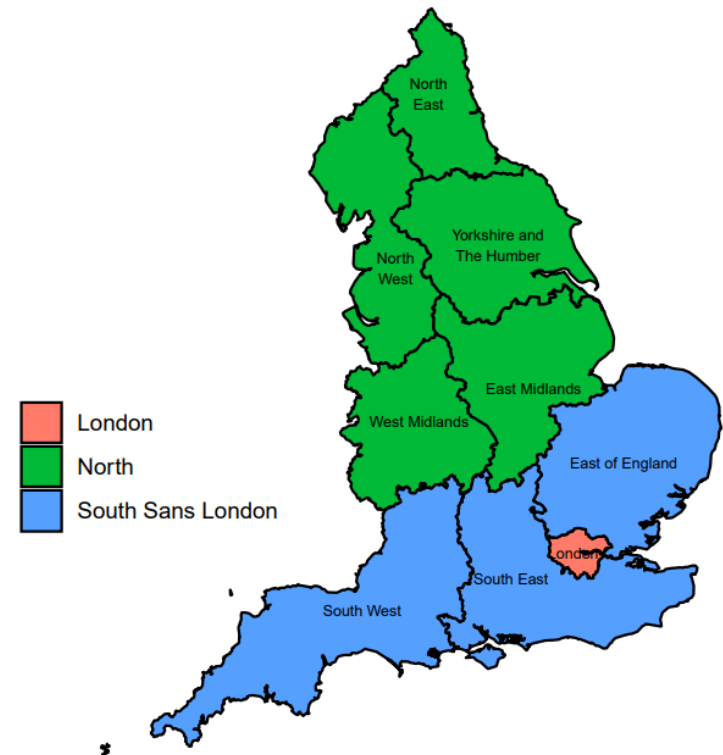 North
East
Yorkshire and
The Humber
North
West
East Midlands
West Midlands
London
North
South Sans London
East of England
London
South East
South West